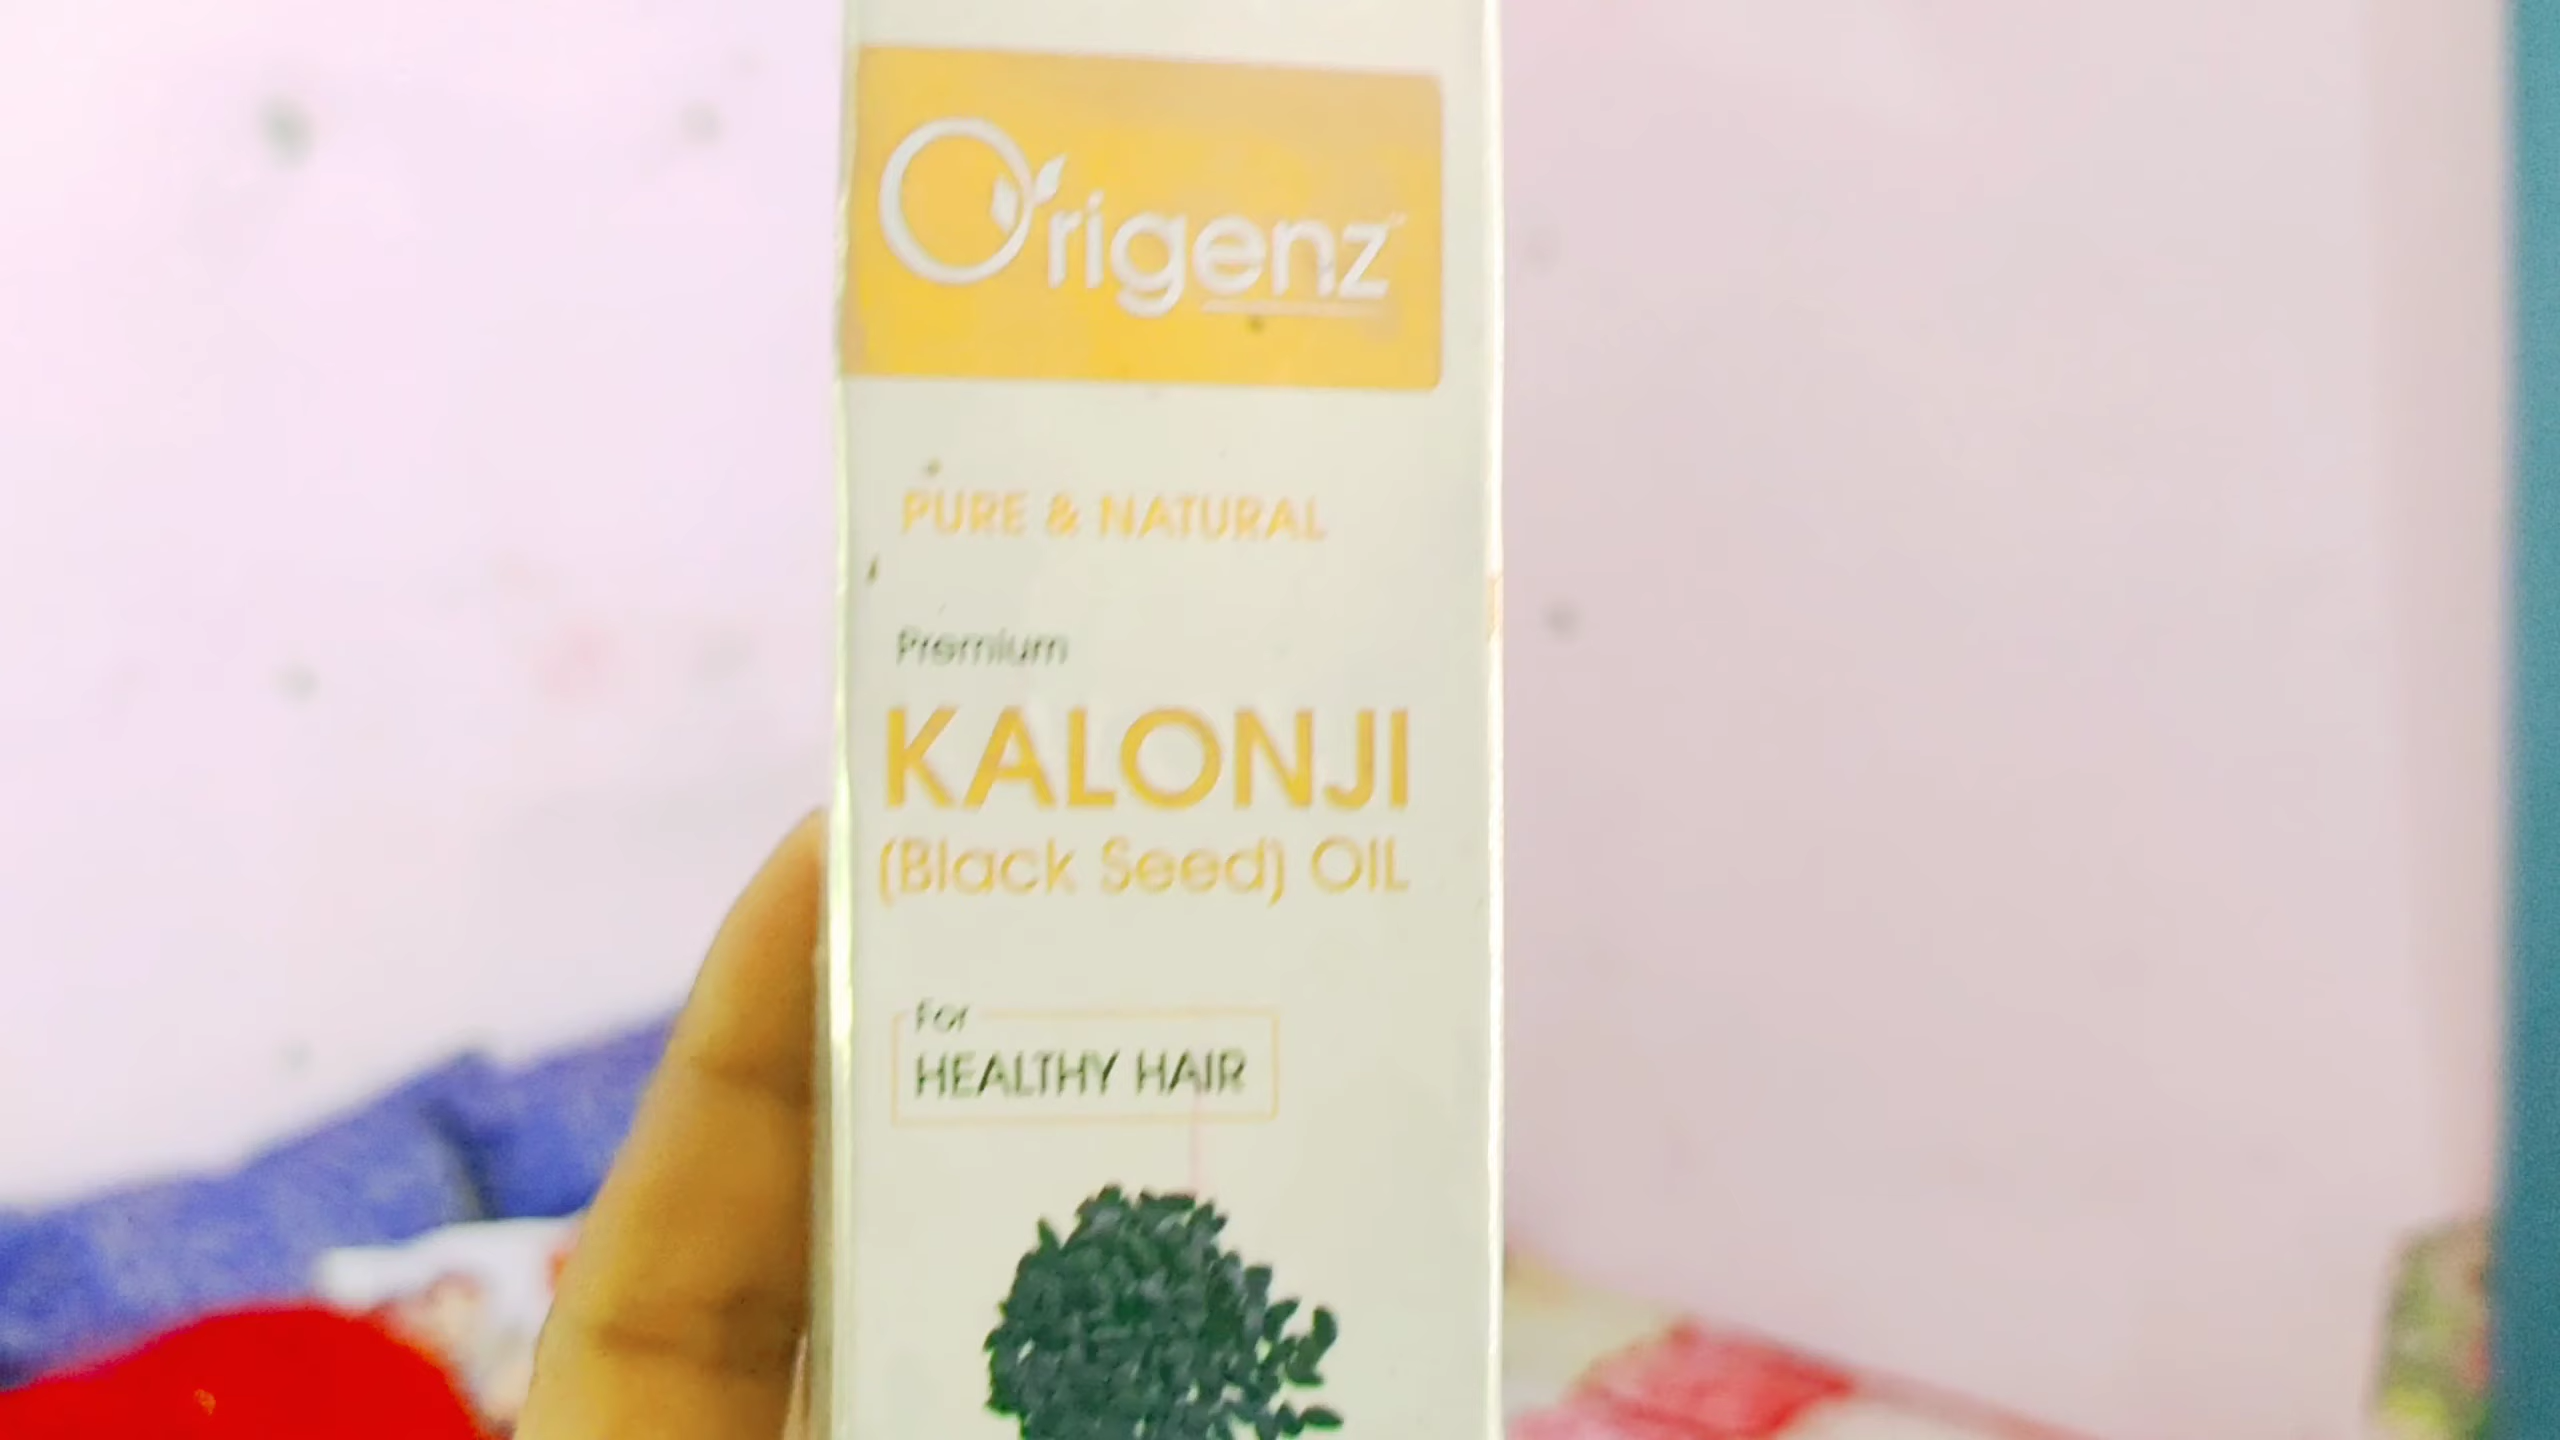 Origenz
PURE & NATURAL
Premium
KALONJI
(Black Seed) OIL
For
HEALTHY HAIR